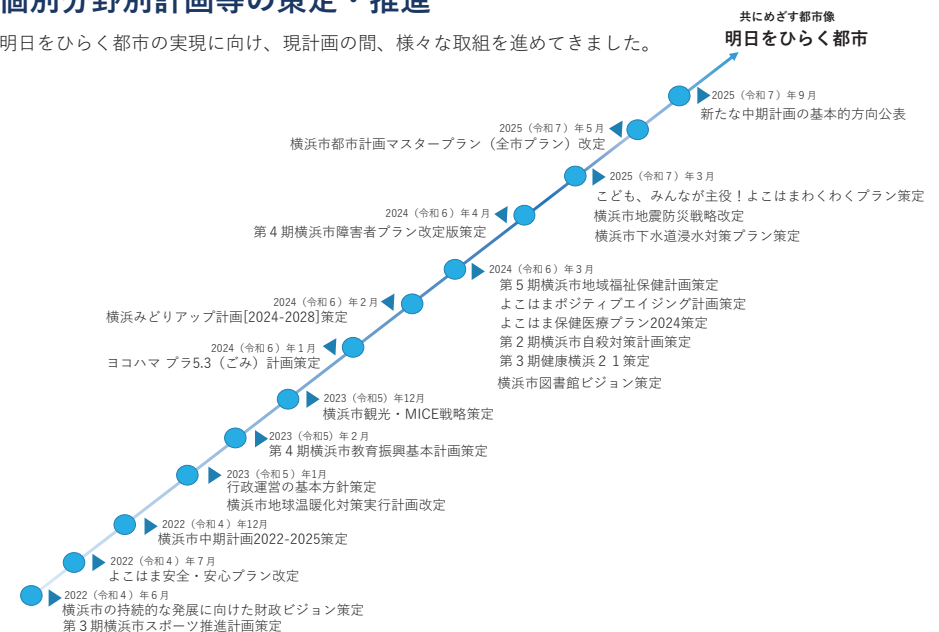 個別分野別計画等の策定・推進
明日をひらく都市の実現に向け、現計画の間、様々な取組を進めてきました。
共にめざす都市像
明日をひらく都市
2025（令和７）年９月
新たな中期計画の基本的方向公表
2025（令和７）年５月
横浜市都市計画マスタープラン（全市プラン）改定
2025（令和７）年３月
こども、みんなが主役！よこはまわくわくプラン策定
横浜市地震防災戦略改定
横浜市下水道浸水対策プラン策定
2024（令和６）年４月
第４期横浜市障害者プラン改定版策定
2024（令和６）年３月
第５期横浜市地域福祉保健計画策定
よこはまポジティブエイジング計画策定
よこはま保健医療プラン2024策定
第２期横浜市自殺対策計画策定
第３期健康横浜２１策定
横浜市図書館ビジョン策定
2024（令和６）年２月
横浜みどりアップ計画[2024-2028]策定
2024（令和６）年１月
ヨコハマ プラ5.3（ごみ）計画策定
2023（令和5）年12月
横浜市観光・MICE戦略策定
2023（令和5）年２月
第４期横浜市教育振興基本計画策定
2023（令和５）年1月
行政運営の基本方針策定
横浜市地球温暖化対策実行計画改定
2022（令和４）年12月
横浜市中期計画2022-2025策定
2022（令和４）年７月
よこはま安全・安心プラン改定
2022（令和４）年６月
横浜市の持続的な発展に向けた財政ビジョン策定
第３期横浜市スポーツ推進計画策定